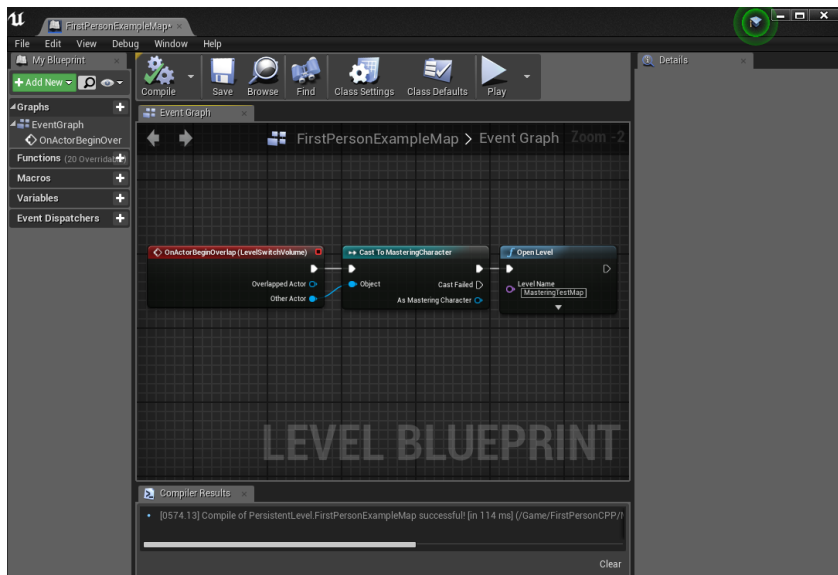 FirstPersonExampleMap•
File Edit View Debug Window Help
My Blueprint
Details
+ Add New
Compile Save Browse Find Class Settings Class Defaults Play
Graphs
EventGraph
OnActorBeginOver
Functions (20 Overridabl
Macros
Variables
Event Dispatchers
Event Graph
FirstPersonExampleMap > Event Graph
Zoom -2
OnActorBeginOverlap (LevelSwitchVolume)
Overlapped Actor
Other Actor
Cast To MasteringCharacter
Object
Cast Failed
As Mastering Character
Open Level
Level Name
MasteringTestMap
LEVEL BLUEPRINT
Compiler Results
[0574.13] Compile of PersistentLevel.FirstPersonExampleMap successful! [in 114 ms] (/Game/FirstPersonCPP/
Clear